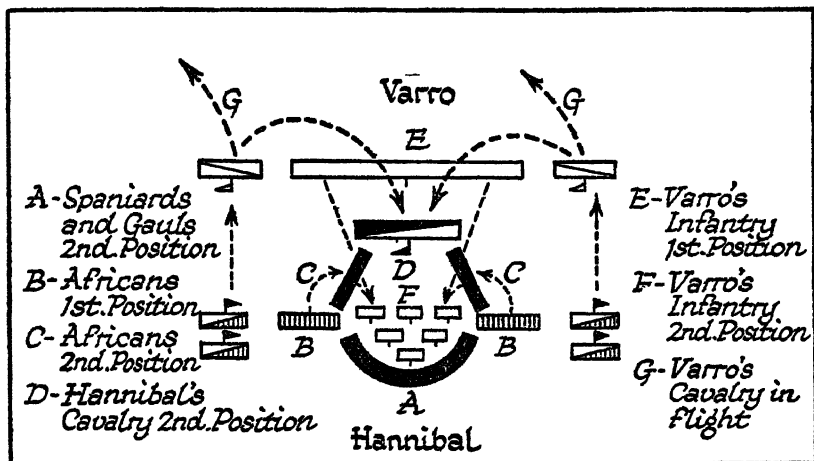 G
Varro
G
E
A-Spaniards
and Gauls
2nd. Position
B-Africans
1st. Position
C-Africans
2nd. Position
D-Hannibal's
Cavalry 2nd. Position
C
D
C
F
B
B
A
Hannibal
E-Varro's
Infantry
1st. Position
F-Varro's
Infantry
2nd. Position
G-Varro's
Cavalry in
flight